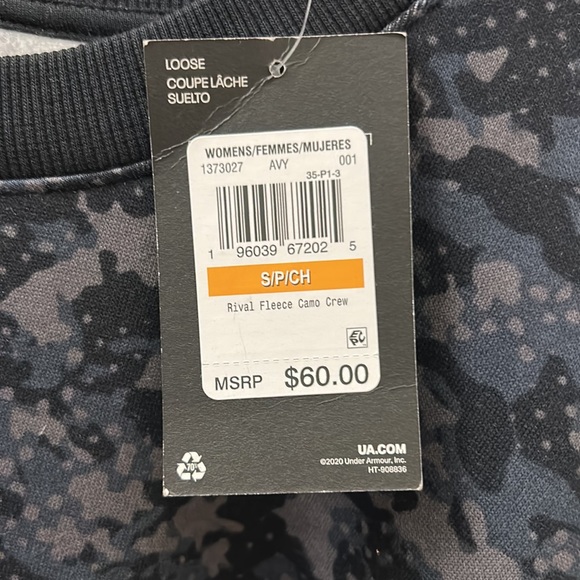 LOOSE
COUPE LÂCHE
SUELTO
WOMENS/FEMMES/MUJERES
1373027 AVY 001
35-P1-3
1 96039 67202 5
S/P/CH
Rival Fleece Camo Crew
MSRP $60.00
UA.COM
©2020 Under Armour, Inc.
HT-908836